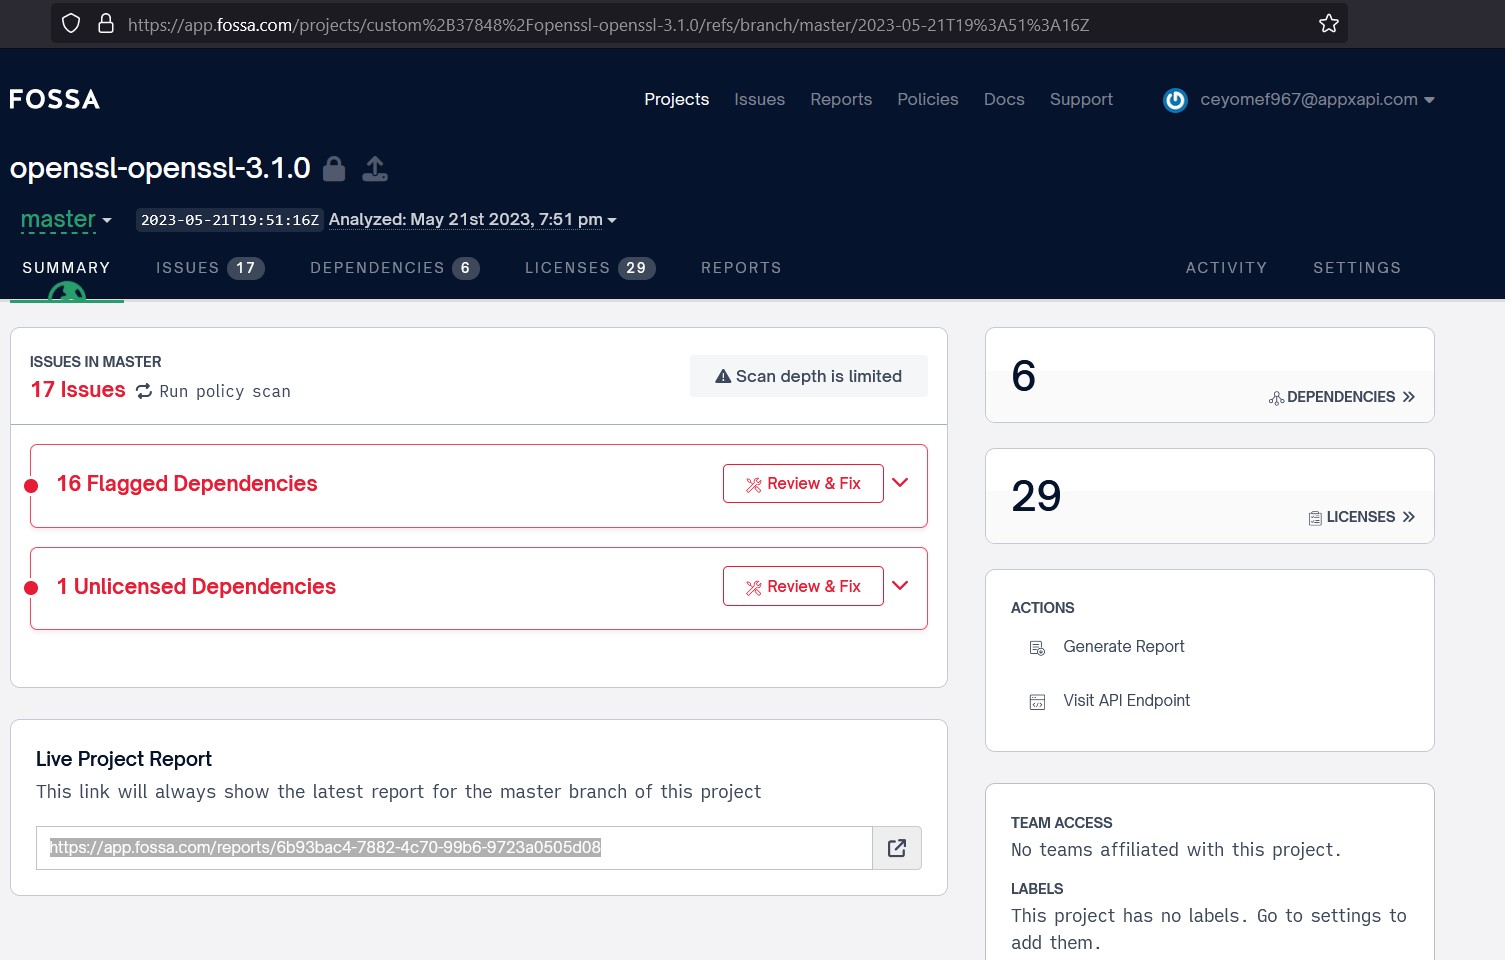 https://app.fossa.com/projects/custom%2B37848%2Fopenssl-openssl-3.1.0/refs/branch/master/2023-05-21T19%3A51%3A16Z
FOSSA
Projects Issues Reports Policies Docs Support ceyomef967@appxapi.com
openssl-openssl-3.1.0
master 2023-05-21T19:51:16Z Analyzed: May 21st 2023, 7:51 pm
SUMMARY ISSUES 17 DEPENDENCIES 6 LICENSES 29 REPORTS ACTIVITY SETTINGS
ISSUES IN MASTER
17 Issues Run policy scan
Scan depth is limited
16 Flagged Dependencies Review & Fix
1 Unlicensed Dependencies Review & Fix
Live Project Report
This link will always show the latest report for the master branch of this project
https://app.fossa.com/reports/6b93bac4-7882-4c70-99b6-9723a0505d08
6
DEPENDENCIES
29
LICENSES
ACTIONS
Generate Report
Visit API Endpoint
TEAM ACCESS
No teams affiliated with this project.
LABELS
This project has no labels. Go to settings to
add them.